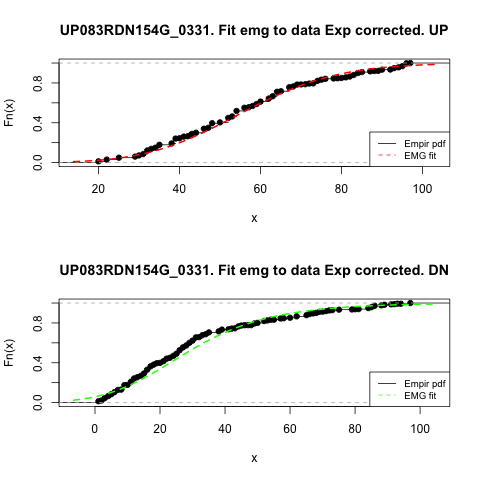 UP083RDN154G_0331. Fit emg to data Exp corrected. UP
Fn(x)
0.0 0.4 0.8
Empir pdf
EMG fit
20 40 60 80 100
x
UP083RDN154G_0331. Fit emg to data Exp corrected. DN
Fn(x)
0.0 0.4 0.8
Empir pdf
EMG fit
0 20 40 60 80 100
x